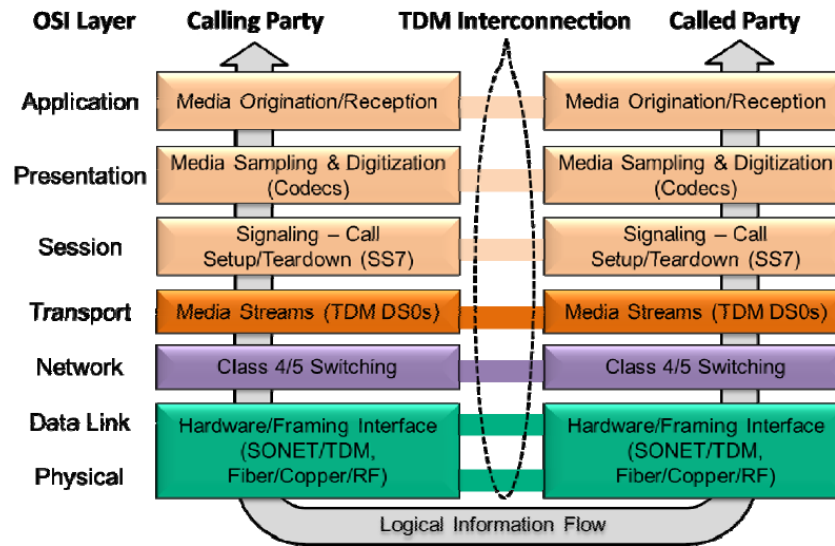 OSI Layer Calling Party TDM Interconnection Called Party
Application Media Origination/Reception Media Origination/Reception
Presentation Media Sampling & Digitization Media Sampling & Digitization
(Codecs) (Codecs)
Session Signaling – Call Signaling – Call
Setup/Teardown (SS7) Setup/Teardown (SS7)
Transport Media Streams (TDM DS0s) Media Streams (TDM DS0s)
Network Class 4/5 Switching Class 4/5 Switching
Data Link Hardware/Framing Interface Hardware/Framing Interface
(SONET/TDM, (SONET/TDM,
Physical Fiber/Copper/RF) Fiber/Copper/RF)
Logical Information Flow